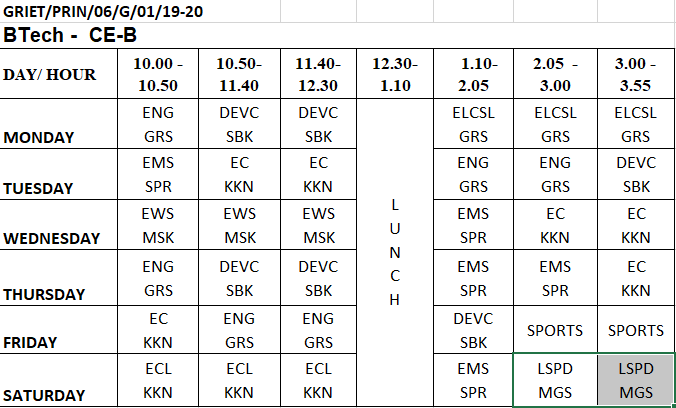 GRIET/PRIN/06/G/01/19-20
BTech - CE-B
DAY/ HOUR 10.00 - 10.50 10.50- 11.40 11.40- 12.30 12.30- 1.10 1.10- 2.05 2.05 - 3.00 3.00 - 3.55
MONDAY ENG GRS DEVC SBK DEVC SBK ELCSL GRS ELCSL GRS ELCSL GRS
TUESDAY EMS SPR EC KKN EC KKN ENG GRS ENG GRS DEVC SBK
WEDNESDAY EWS MSK EWS MSK EWS MSK EMS SPR EC KKN EC KKN
THURSDAY ENG GRS DEVC SBK DEVC SBK EMS SPR EMS SPR EC KKN
FRIDAY EC KKN ENG GRS ENG GRS DEVC SBK SPORTS SPORTS
SATURDAY ECL KKN ECL KKN ECL KKN EMS SPR LSPD MGS LSPD MGS
L
U
N
C
H